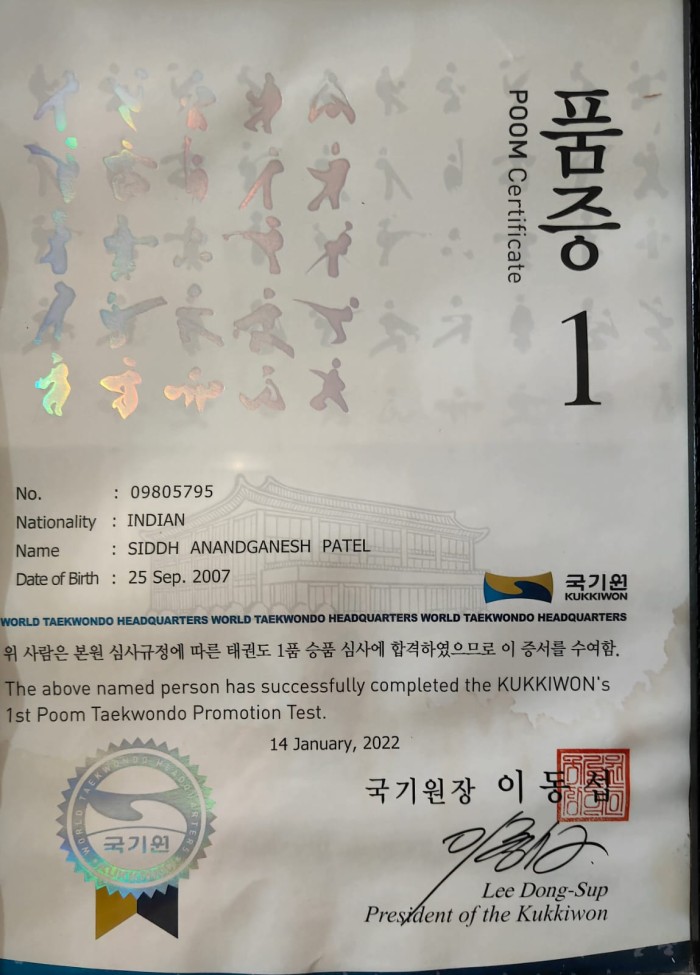 품증
POOM Certificate
1
No. : 09805795
Nationality : INDIAN
Name : SIDDH ANANDGANESH PATEL
Date of Birth : 25 Sep. 2007
국기원
KUKKIWON
WORLD TAEKWONDO HEADQUARTERS WORLD TAEKWONDO HEADQUARTERS WORLD TAEKWONDO HEADQUARTERS
위 사람은 본원 심사규정에 따른 태권도 1품 승품 심사에 합격하였으므로 이 증서를 수여함.
The above named person has successfully completed the KUKKIWON's
1st Poom Taekwondo Promotion Test.
14 January, 2022
국기원장 이동섭
WORLD TAEKWONDO HEADQUARTERS
국기원
KUKKIWON
Lee Dong-Sup
President of the Kukkiwon